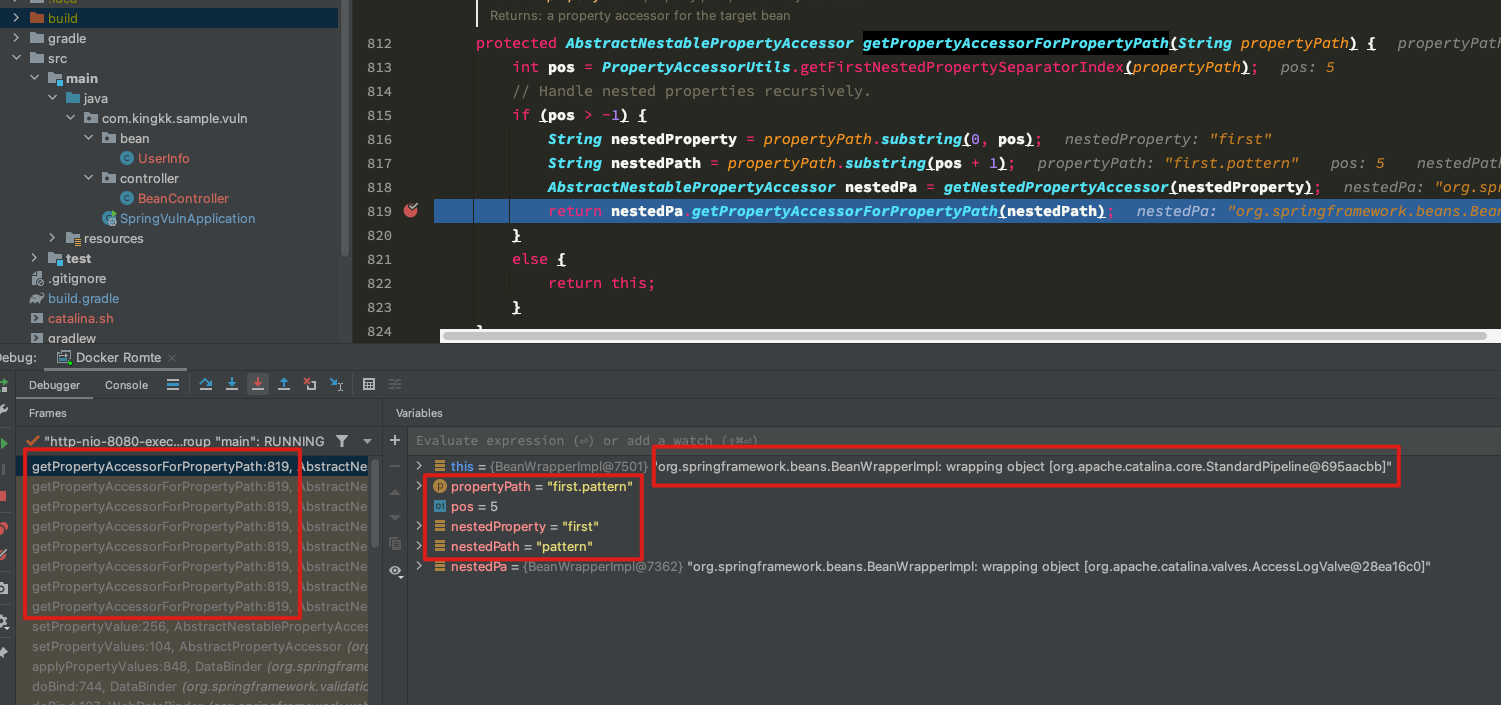 .idea
build
gradle
src
main
java
com.kingkk.sample.vuln
bean
UserInfo
controller
BeanController
SpringVulnApplication
resources
test
.gitignore
build.gradle
catalina.sh
gradlew
Returns: a property accessor for the target bean
812 protected AbstractNestablePropertyAccessor getPropertyAccessorForPropertyPath(String propertyPath) { propertyPath
813 int pos = PropertyAccessorUtils.getFirstNestedPropertySeparatorIndex(propertyPath); pos: 5
814 // Handle nested properties recursively.
815 if (pos > -1) {
816 String nestedProperty = propertyPath.substring(0, pos); nestedProperty: "first"
817 String nestedPath = propertyPath.substring(pos + 1); propertyPath: "first.pattern" pos: 5 nestedPath
818 AbstractNestablePropertyAccessor nestedPa = getNestedPropertyAccessor(nestedProperty); nestedPa: "org.sp
819 return nestedPa.getPropertyAccessorForPropertyPath(nestedPath); nestedPa: "org.springframework.beans.Bean
820 }
821 else {
822 return this;
823 }
824
ebug: Docker Romte ×
Debugger Console
Frames
"http-nio-8080-exec...roup "main": RUNNING
getPropertyAccessorForPropertyPath:819, AbstractNe
getPropertyAccessorForPropertyPath:819, AbstractNe
getPropertyAccessorForPropertyPath:819, AbstractNe
getPropertyAccessorForPropertyPath:819, AbstractNe
getPropertyAccessorForPropertyPath:819, AbstractNe
getPropertyAccessorForPropertyPath:819, AbstractNe
getPropertyAccessorForPropertyPath:819, AbstractNe
getPropertyAccessorForPropertyPath:819, AbstractNe
setPropertyValue:256, AbstractNestablePropertyAcces
setPropertyValues:104, AbstractPropertyAccessor (org
applyPropertyValues:848, DataBinder (org.springframe
doBind:744, DataBinder (org.springframework.validatio
Variables
Evaluate expression (⏎) or add a watch (⇧⌘⏎)
this = {BeanWrapperImpl@7501} "org.springframework.beans.BeanWrapperImpl: wrapping object [org.apache.catalina.core.StandardPipeline@695aacbb]"
propertyPath = "first.pattern"
pos = 5
nestedProperty = "first"
nestedPath = "pattern"
nestedPa = {BeanWrapperImpl@7362} "org.springframework.beans.BeanWrapperImpl: wrapping object [org.apache.catalina.valves.AccessLogValve@28ea16c0]"